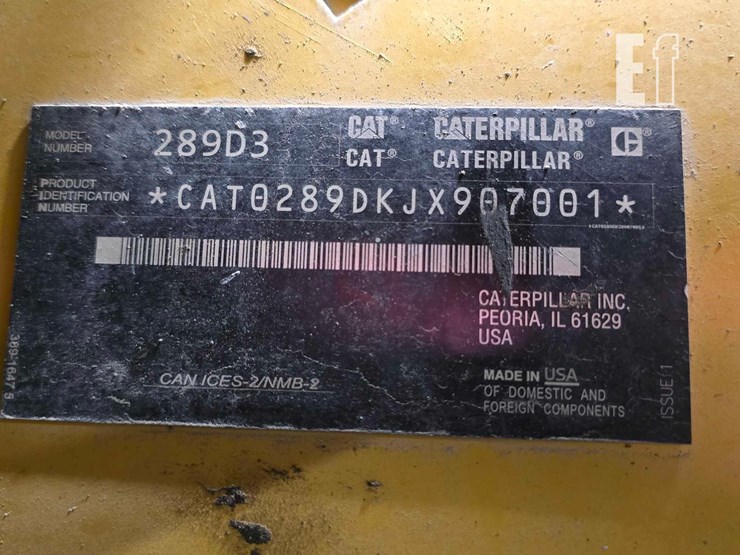 Ef
MODEL NUMBER 289D3 CAT® CATERPILLAR®
CAT® CATERPILLAR®
PRODUCT
IDENTIFICATION
NUMBER
*CAT0289DKJX907001*
CATERPILLAR INC.
PEORIA, IL 61629
USA
CAN ICES-2/NMB-2
MADE IN USA
OF DOMESTIC AND
FOREIGN COMPONENTS
ISSUE 1